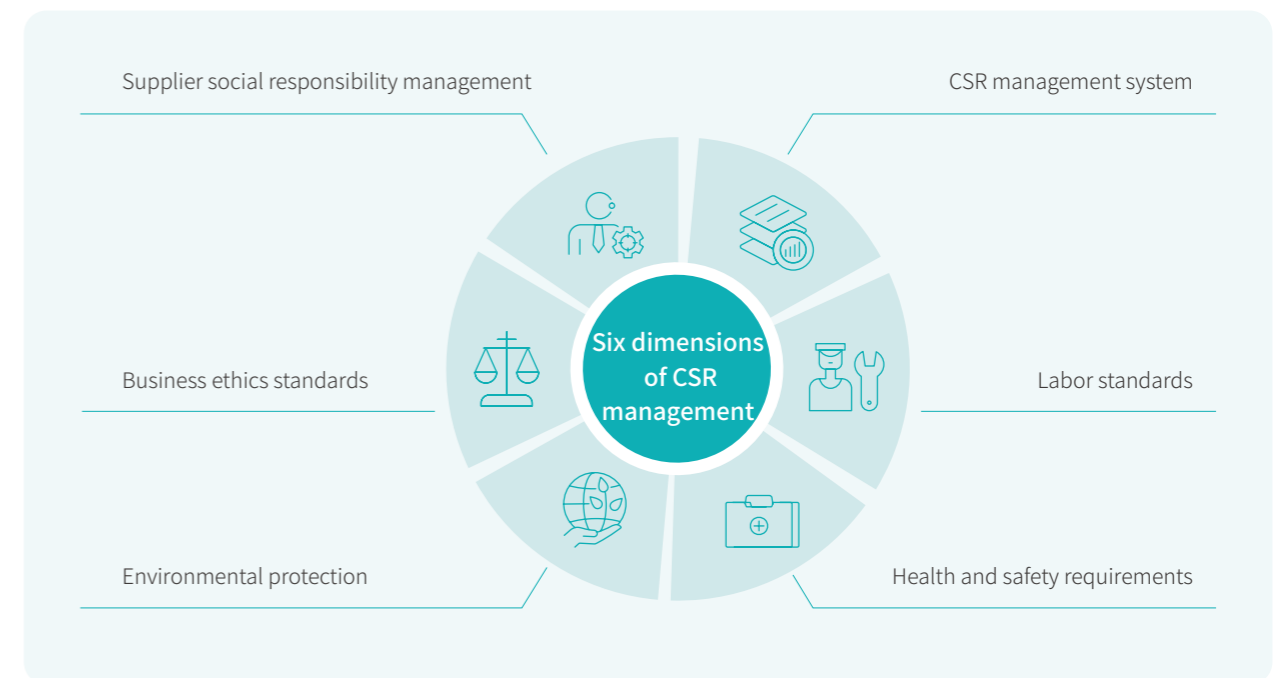 Supplier social responsibility management
CSR management system
Six dimensions
of CSR
management
Business ethics standards
Labor standards
Environmental protection
Health and safety requirements